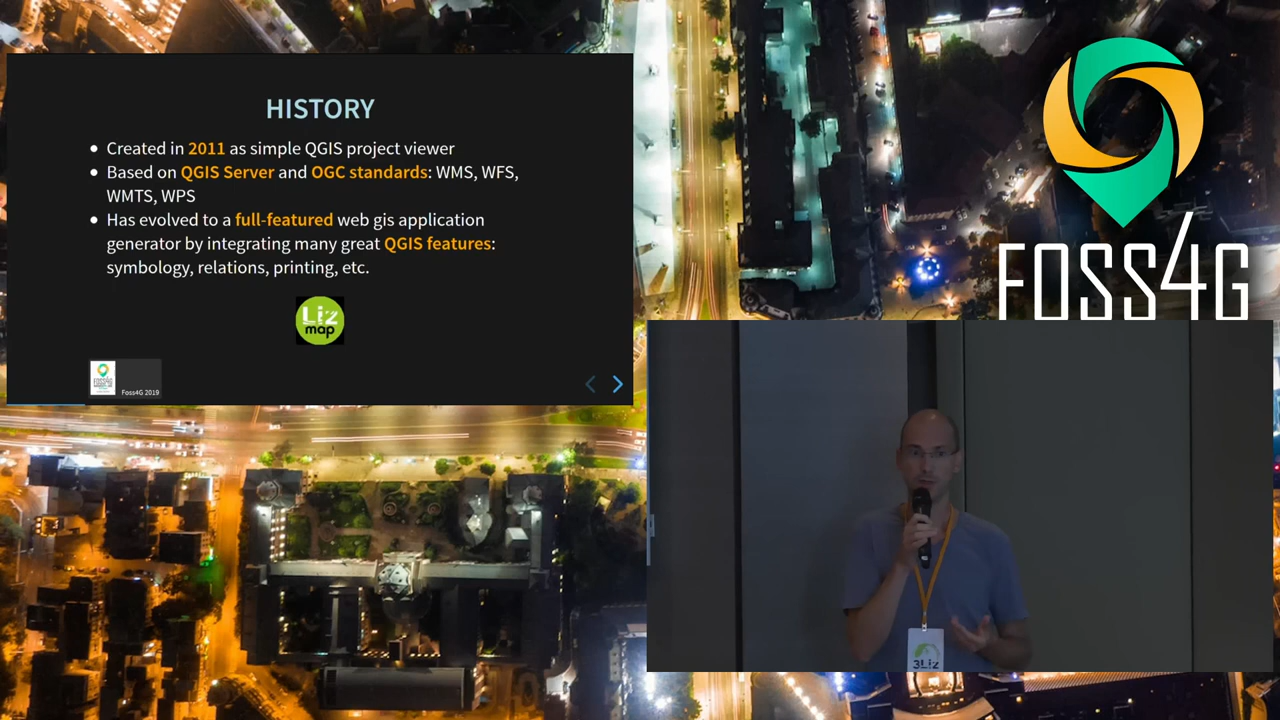 HISTORY
Created in 2011 as simple QGIS project viewer
Based on QGIS Server and OGC standards: WMS, WFS,
WMTS, WPS
Has evolved to a full-featured web gis application
generator by integrating many great QGIS features:
symbology, relations, printing, etc.
Liz
map
Foss4G 2019
FOSS4G
3Liz